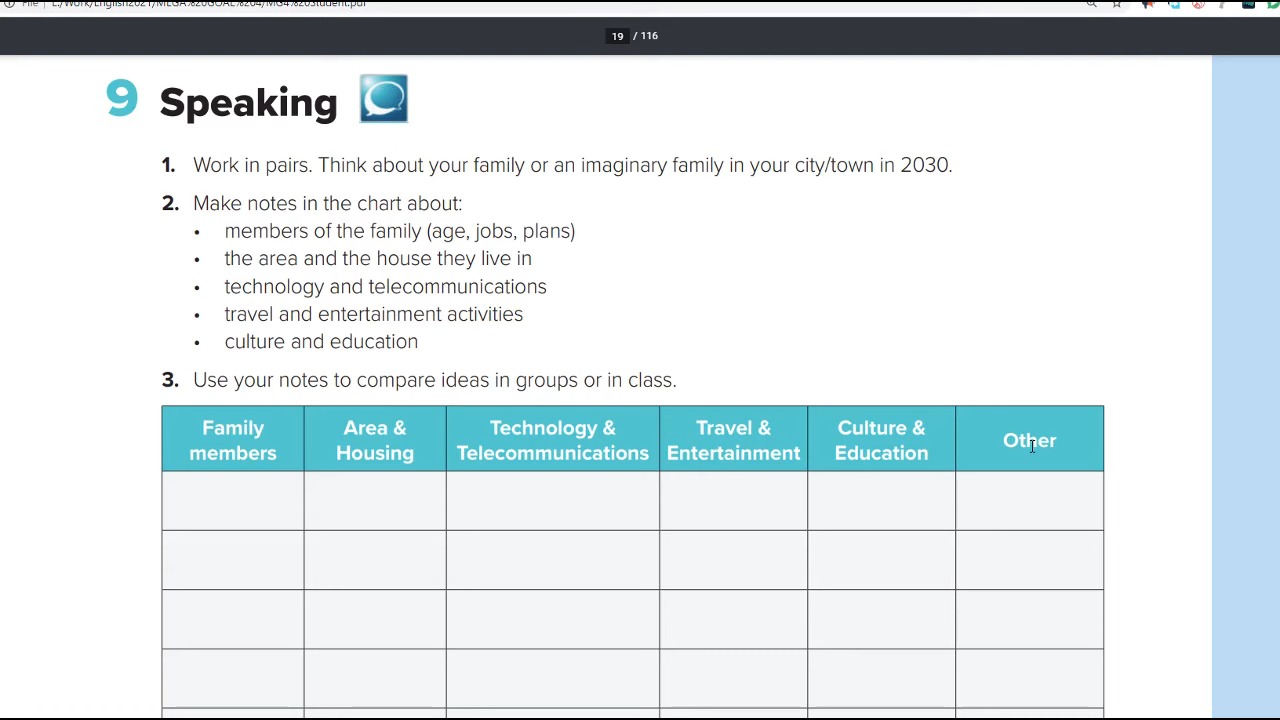 File
19 / 116
9 Speaking
1. Work in pairs. Think about your family or an imaginary family in your city/town in 2030.
2. Make notes in the chart about:
• members of the family (age, jobs, plans)
• the area and the house they live in
• technology and telecommunications
• travel and entertainment activities
• culture and education
3. Use your notes to compare ideas in groups or in class.
Family members
Area & Housing
Technology & Telecommunications
Travel & Entertainment
Culture & Education
Other